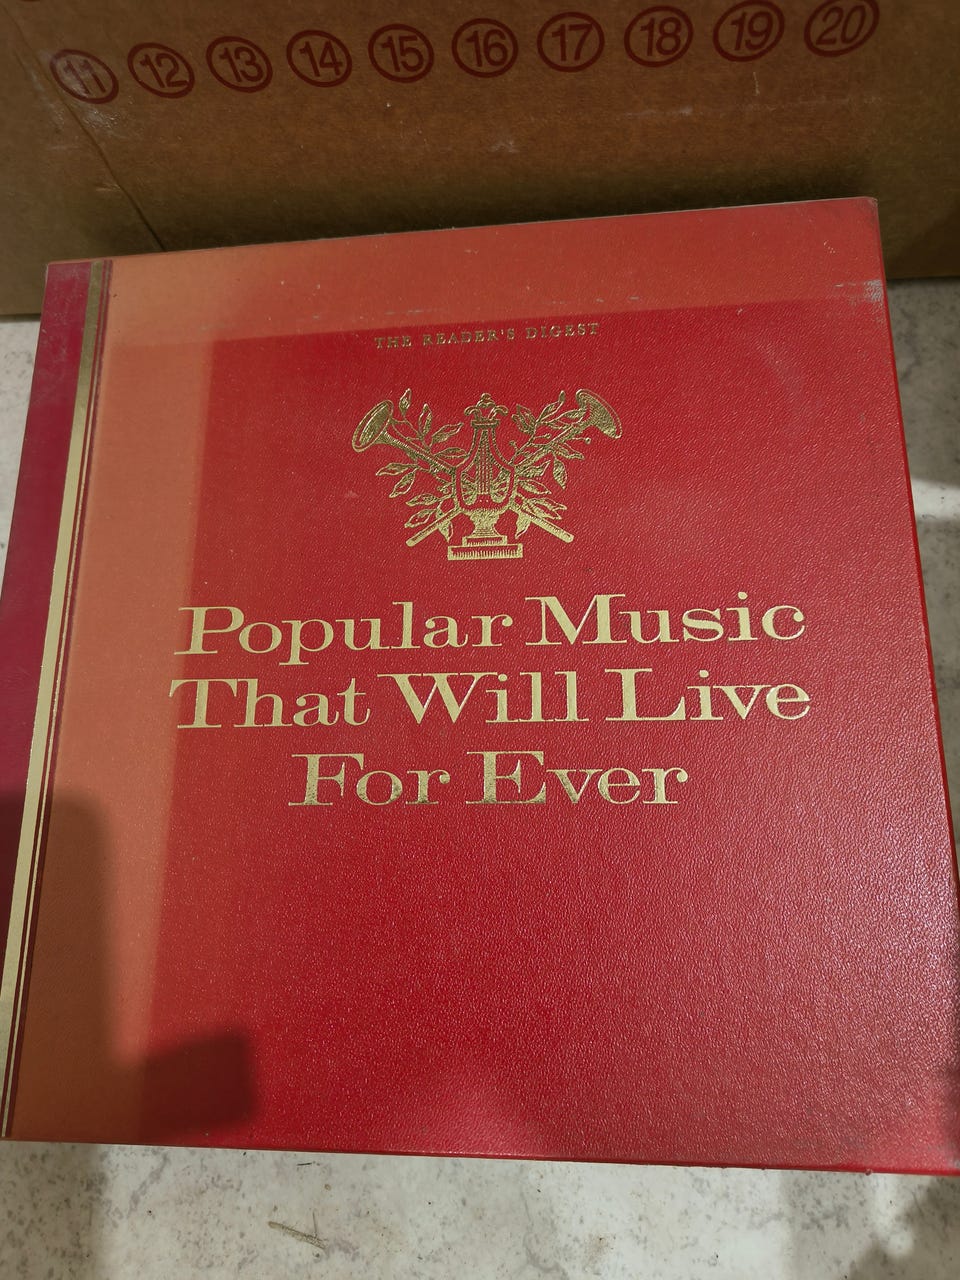 11 12 13 14 15 16 17 18 19 20
THE READER'S DIGEST
Popular Music
That Will Live
For Ever